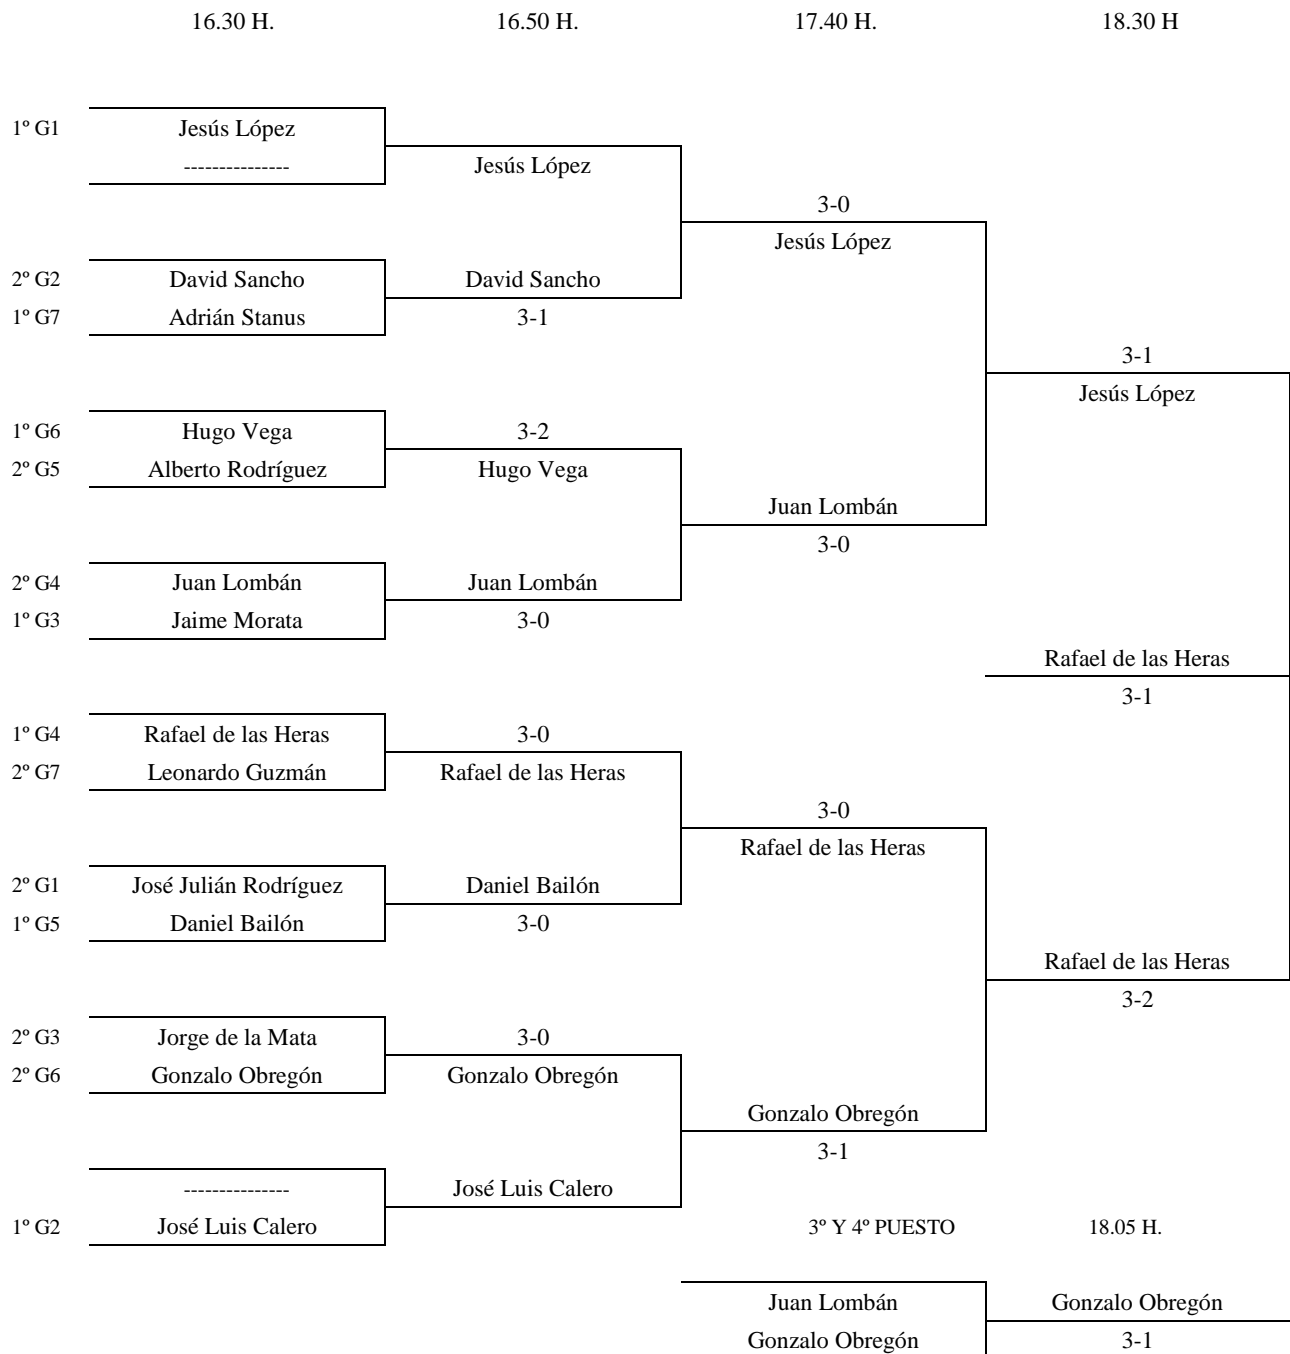 16.30 H. 16.50 H. 17.40 H. 18.30 H
1º G1 Jesús López
--------------- Jesús López
3-0
Jesús López
2º G2 David Sancho David Sancho
1º G7 Adrián Stanus 3-1
3-1
Jesús López
1º G6 Hugo Vega 3-2
2º G5 Alberto Rodríguez Hugo Vega
Juan Lombán
3-0
2º G4 Juan Lombán Juan Lombán
1º G3 Jaime Morata 3-0
Rafael de las Heras
3-1
1º G4 Rafael de las Heras 3-0
2º G7 Leonardo Guzmán Rafael de las Heras
3-0
Rafael de las Heras
2º G1 José Julián Rodríguez Daniel Bailón
1º G5 Daniel Bailón 3-0
Rafael de las Heras
3-2
2º G3 Jorge de la Mata 3-0
2º G6 Gonzalo Obregón Gonzalo Obregón
Gonzalo Obregón
3-1
--------------- José Luis Calero
1º G2 José Luis Calero 3º Y 4º PUESTO 18.05 H.
Juan Lombán Gonzalo Obregón
Gonzalo Obregón 3-1